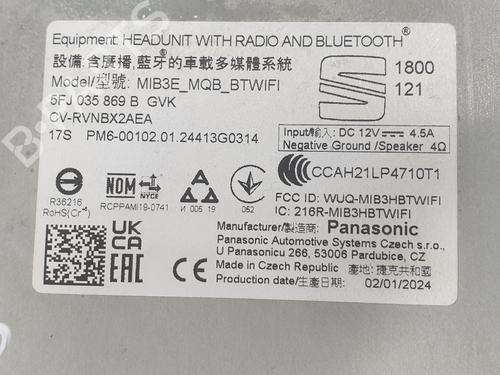 Equipment: HEADUNIT WITH RADIO AND BLUETOOTH®
設備:含廣播,藍牙®的車載多媒體系統
Model/型號: MIB3E_MQB_BTWIFI
5FJ 035 869 B GVK
CV-RVNBX2AEA
17S PM6-00102.01.24413G0314
1800
121
Input/輸入: DC 12V 4.5A
Negative Ground /Speaker 4Ω
CCAH21LP4710T1
FCC ID: WUQ-MIB3HBTWIFI
IC: 216R-MIB3HBTWIFI
R36216
RoHS(Cr⁶⁺)
NOM
NYCE
RCPPAMI19-0741
И 005 19
052
UK
CA
EAC
CE
Manufacturer/製造商: Panasonic
Panasonic Automotive Systems Czech s.r.o.,
U Panasonicu 266, 53006 Pardubice, CZ
Made in Czech Republic 產地: 捷克共和國
Production date/生產日期: 02/01/2024